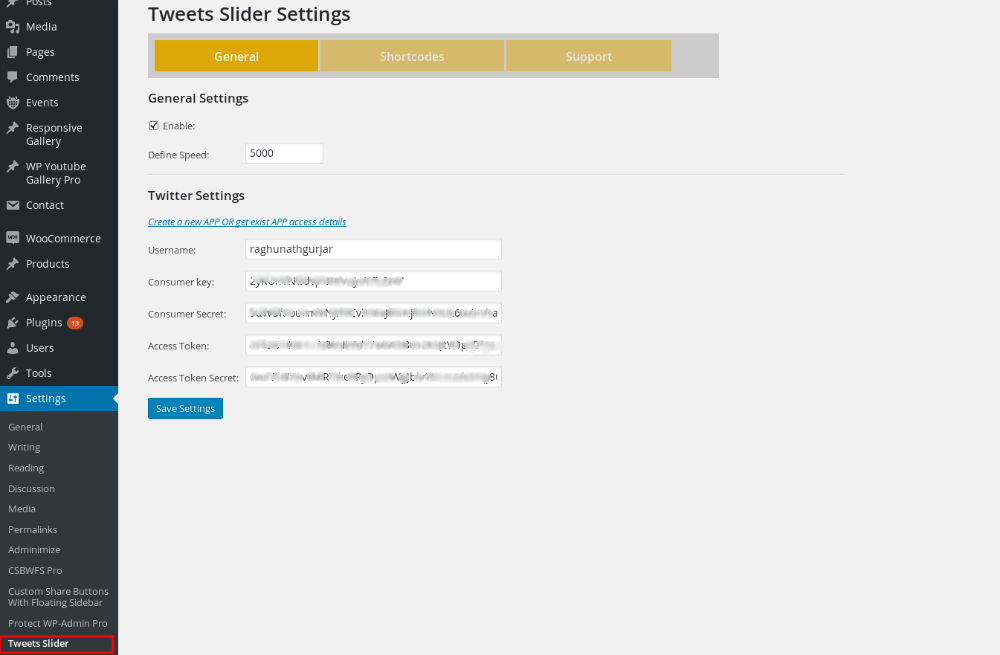 Posts
Media
Pages
Comments
Events
Responsive
Gallery
WP Youtube
Gallery Pro
Contact
WooCommerce
Products
Appearance
Plugins 13
Users
Tools
Settings
General
Writing
Reading
Discussion
Media
Permalinks
Adminimize
CSBWFS Pro
Custom Share Buttons
With Floating Sidebar
Protect WP-Admin Pro
Tweets Slider
Tweets Slider Settings
General Shortcodes Support
General Settings
Enable:
Define Speed: 5000
Twitter Settings
Create a new APP OR get exist APP access details
Username: raghunathgurjar
Consumer key:
Consumer Secret:
Access Token:
Access Token Secret:
Save Settings